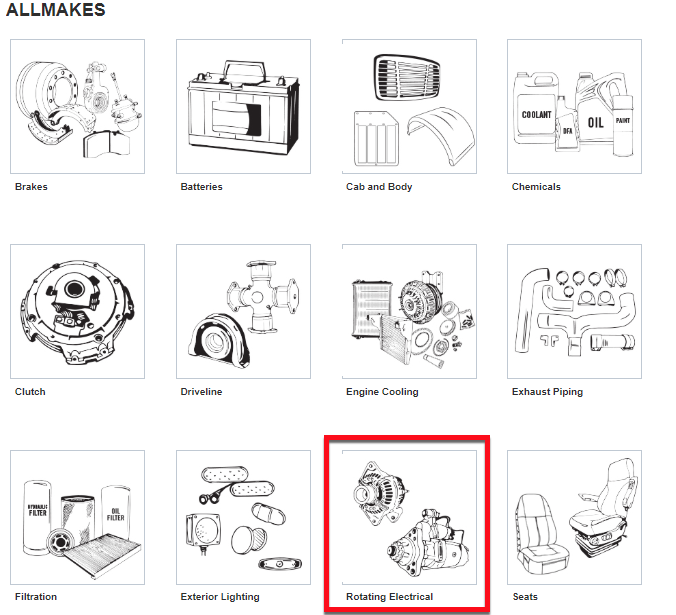 ALLMAKES
COOLANT
DFA
OIL
PAINT
Brakes
Batteries
Cab and Body
Chemicals
Clutch
Driveline
Engine Cooling
Exhaust Piping
HYDRAULIC
FILTER
OIL
FILTER
Filtration
Exterior Lighting
Rotating Electrical
Seats